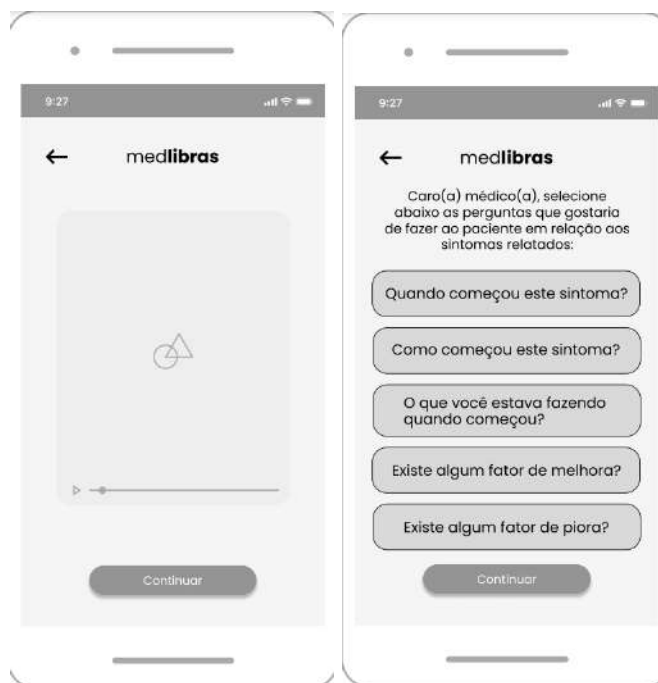 9:27
medlibras
Continuar
9:27
medlibras
Caro(a) médico(a), selecione
abaixo as perguntas que gostaria
de fazer ao paciente em relação aos
sintomas relatados:
Quando começou este sintoma?
Como começou este sintoma?
O que você estava fazendo
quando começou?
Existe algum fator de melhora?
Existe algum fator de piora?
Continuar